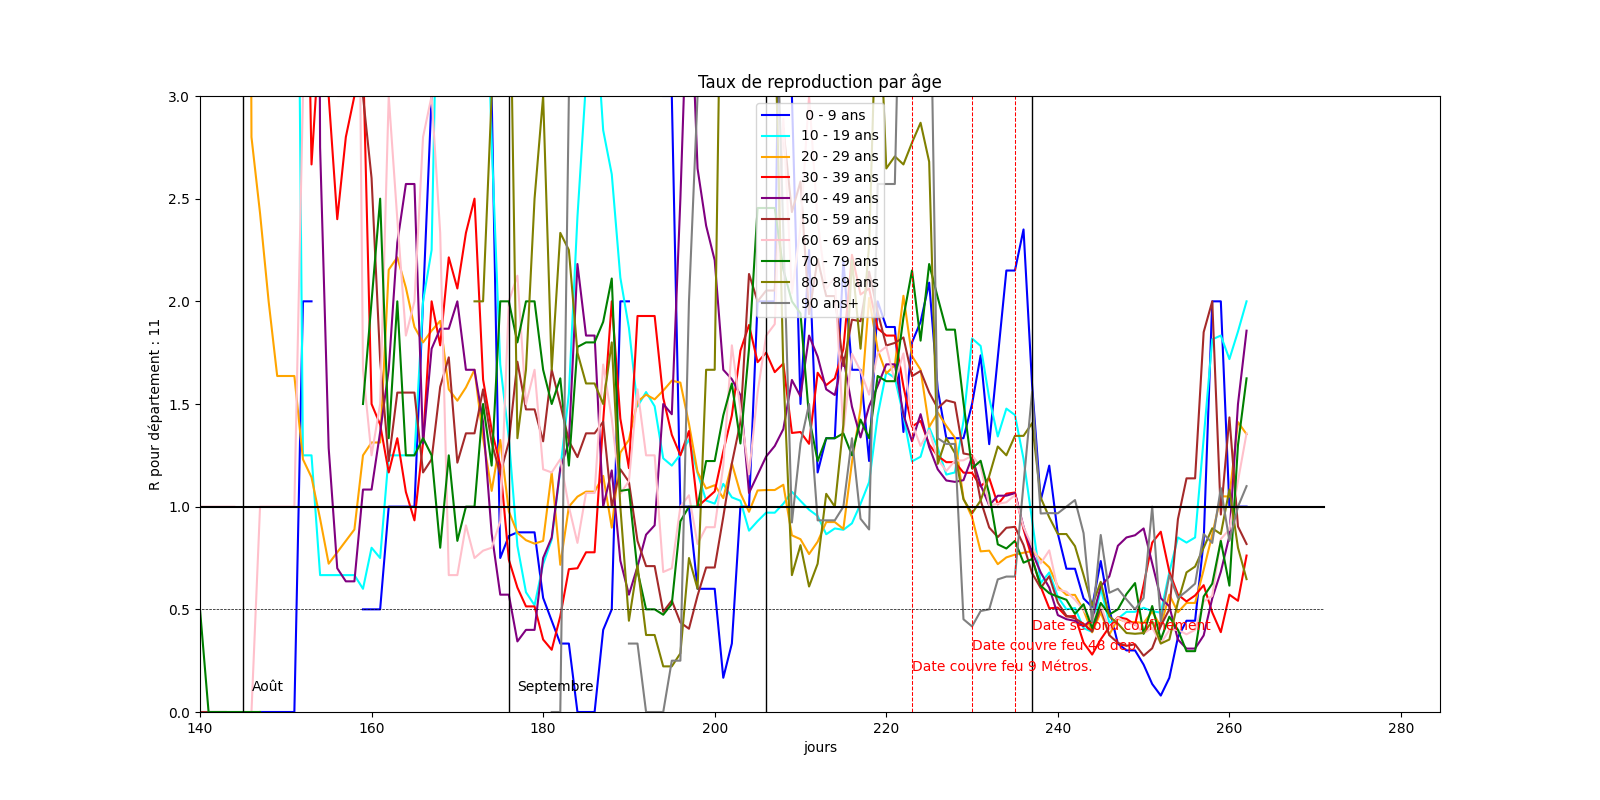 Taux de reproduction par âge
R pour département : 11
3.0
2.5
2.0
1.5
1.0
0.5
0.0
0 - 9 ans
10 - 19 ans
20 - 29 ans
30 - 39 ans
40 - 49 ans
50 - 59 ans
60 - 69 ans
70 - 79 ans
80 - 89 ans
90 ans+
Date second confinement
Date couvre feu 48 dep
Date couvre feu 9 Métros.
Août
Septembre
140
160
180
200
220
240
260
280
jours